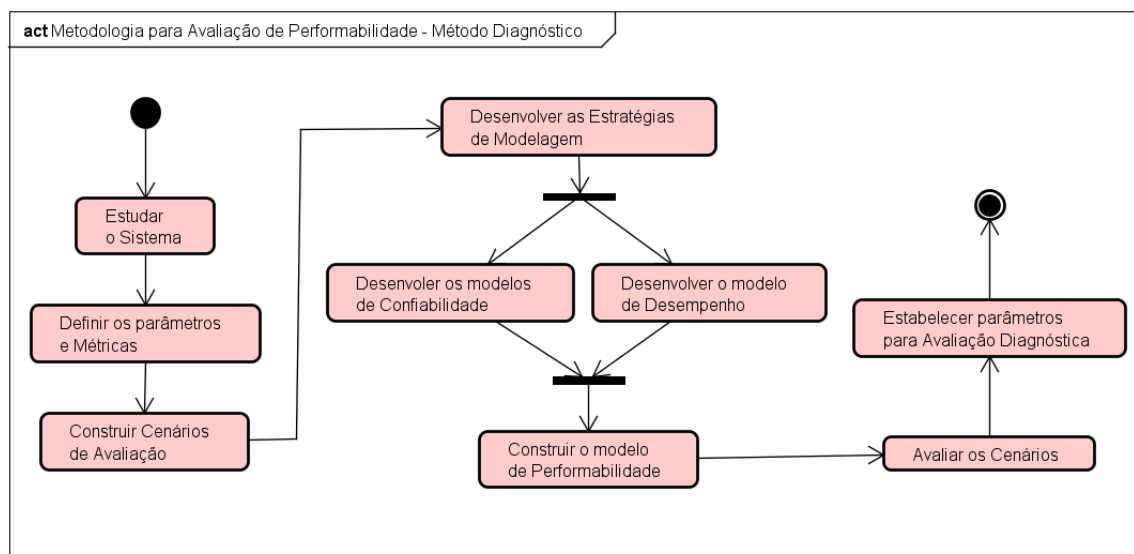 act Metodologia para Avaliação de Performabilidade - Método Diagnóstico
Estudar
o Sistema
Definir os parâmetros
e Métricas
Construir Cenários
de Avaliação
Desenvolver as Estratégias
de Modelagem
Desenvoler os modelos
de Confiabilidade
Desenvolver o modelo
de Desempenho
Construir o modelo
de Performabilidade
Avaliar os Cenários
Estabelecer parâmetros
para Avaliação Diagnóstica